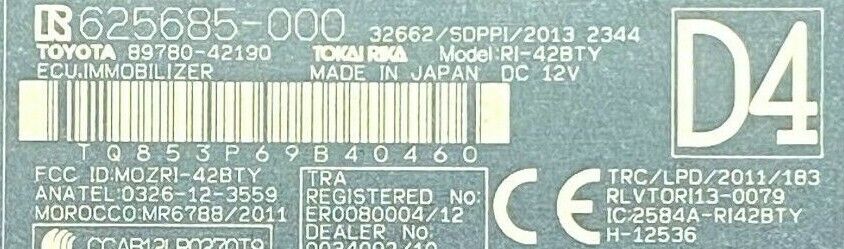 625685-000 32662/SDPPI/2013 2344
TOYOTA 89780-42190 TOKAI RIKA Model:RI-42BTY
ECU.IMMOBILIZER MADE IN JAPAN DC 12V
D4
TQ853P69B40460
FCC ID:MOZRI-42BTY
ANATEL:0326-12-3559
MOROCCO:MR6788/2011
TRA
REGISTERED No:
ER0080004/12
DEALER No:
CE
TRC/LPD/2011/183
RLVTORI13-0079
IC:2584A-RI42BTY
H-12536